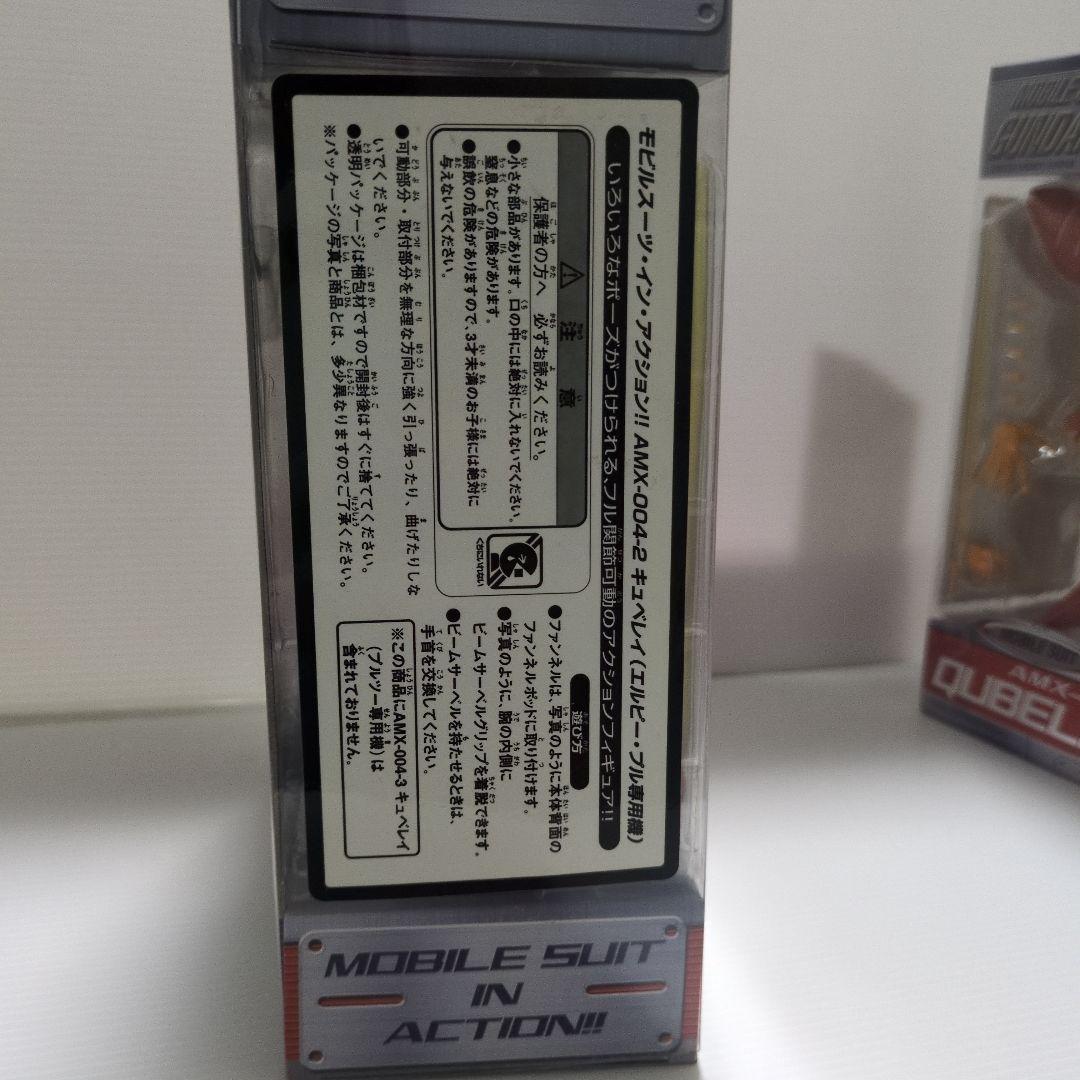 モビルスーツ・イン・アクション!! AMX-004-2 キュベレイ(エルピー・プル専用機)
いろいろなポーズがつけられる、フル関節可動のアクションフィギュア!!
⚠ 注意
保護者の方へ 必ずお読みください。
●小さな部品があります。口の中には絶対に入れないでください。
窒息などの危険があります。
●誤飲の危険がありますので、3才未満のお子様には絶対に
与えないでください。
くちにいれない
●可動部分・取付部分を無理な方向に強く引っ張ったり、曲げたりしな
いでください。
●透明パッケージは梱包材ですので開封後はすぐに捨ててください。
※パッケージの写真と商品とは、多少異なりますのでご了承ください。
遊び方
●ファンネルは、写真のように本体背面の
ファンネルポッドに取り付けます。
●写真のように、腕の内側に
ビームサーベルグリップを着脱できます。
●ビームサーベルを持たせるときは、
手首を交換してください。
※この商品にAMX-004-3 キュベレイ
(プルツー専用機)は
含まれておりません。
MOBILE SUIT
IN
ACTION!!
MOBILE
GUNDA
MOBILE SUIT
AMX-
QUBEL